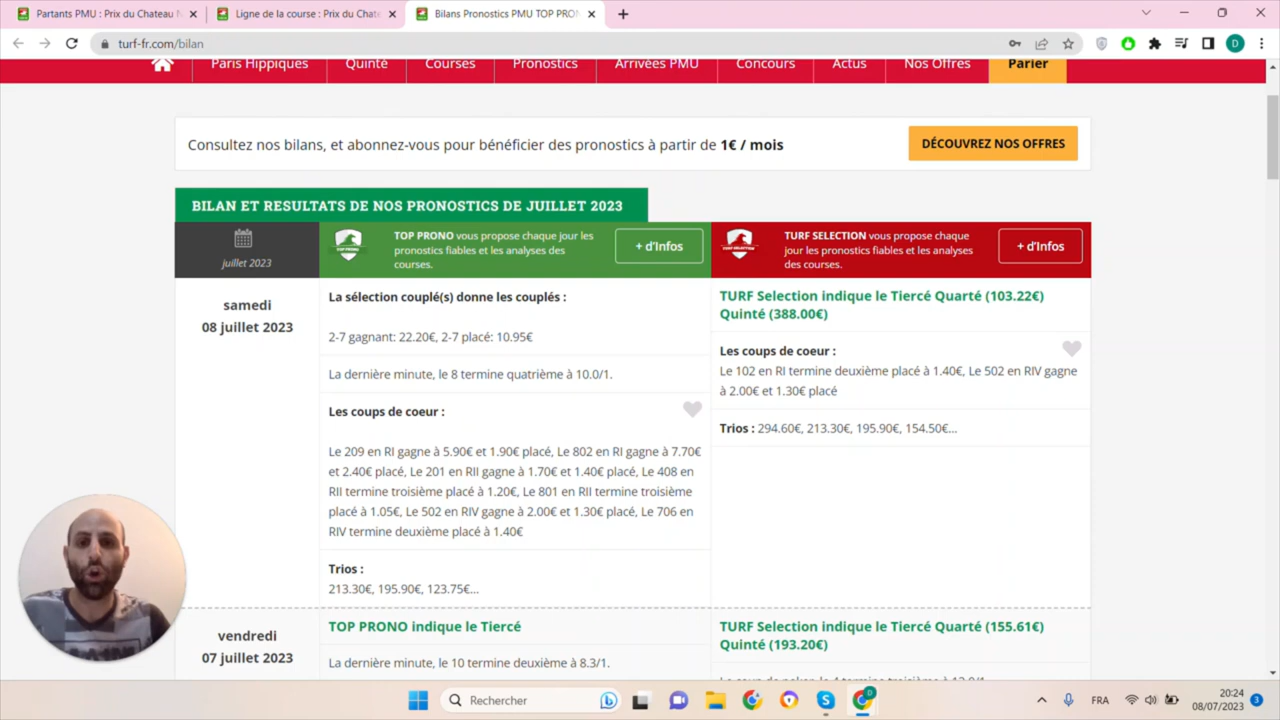 Partants PMU : Prix du Chateau
Ligne de la course : Prix du Chate
Bilans Pronostics PMU TOP PRON
turf-fr.com/bilan
D
Paris Hippiques
Quinté
Courses
Pronostics
Arrivées PMU
Concours
Actus
Nos Offres
Parier
Consultez nos bilans, et abonnez-vous pour bénéficier des pronostics à partir de 1€ / mois
DÉCOUVREZ NOS OFFRES
BILAN ET RESULTATS DE NOS PRONOSTICS DE JUILLET 2023
juillet 2023
TOP PRONO
TOP PRONO vous propose chaque jour les
pronostics fiables et les analyses des
courses.
+ d'Infos
TURF SELECTION
TURF SELECTION vous propose chaque
jour les pronostics fiables et les analyses
des courses.
+ d'Infos
samedi
08 juillet 2023
La sélection couplé(s) donne les couplés :
2-7 gagnant: 22.20€, 2-7 placé: 10.95€
La dernière minute, le 8 termine quatrième à 10.0/1.
Les coups de coeur :
Le 209 en RI gagne à 5.90€ et 1.90€ placé, Le 802 en RI gagne à 7.70€
et 2.40€ placé, Le 201 en RII gagne à 1.70€ et 1.40€ placé, Le 408 en
RII termine troisième placé à 1.20€, Le 801 en RII termine troisième
placé à 1.05€, Le 502 en RIV gagne à 2.00€ et 1.30€ placé, Le 706 en
RIV termine deuxième placé à 1.40€
Trios :
213.30€, 195.90€, 123.75€...
TURF Selection indique le Tiercé Quarté (103.22€)
Quinté (388.00€)
Les coups de coeur :
Le 102 en RI termine deuxième placé à 1.40€, Le 502 en RIV gagne
à 2.00€ et 1.30€ placé
Trios : 294.60€, 213.30€, 195.90€, 154.50€...
vendredi
07 juillet 2023
TOP PRONO indique le Tiercé
La dernière minute, le 10 termine deuxième à 8.3/1.
TURF Selection indique le Tiercé Quarté (155.61€)
Quinté (193.20€)
Rechercher
FRA
20:24
08/07/2023
3